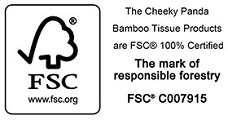 FSC
www.fsc.org
The Cheeky Panda
Bamboo Tissue Products
are FSC® 100% Certified
The mark of
responsible forestry
FSC® C007915